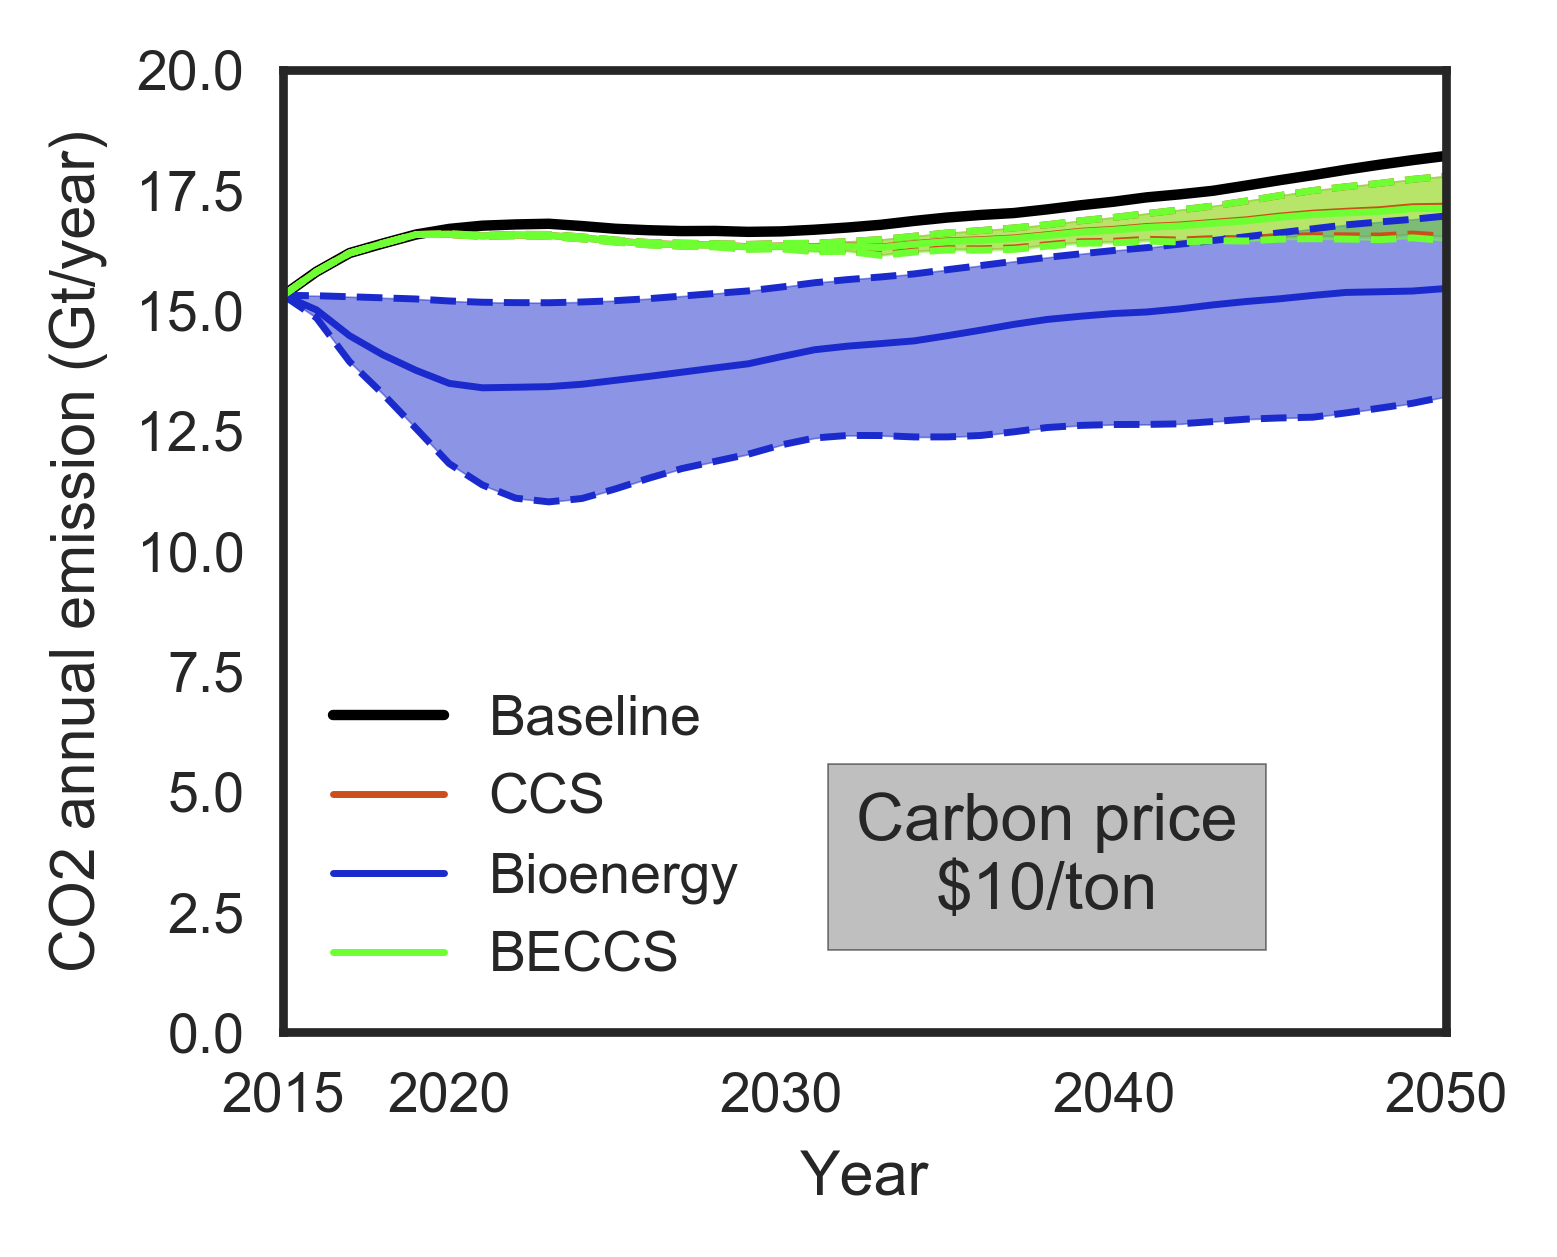 20.0
17.5
15.0
12.5
10.0
7.5
5.0
2.5
0.0
CO2 annual emission (Gt/year)
Baseline
CCS
Bioenergy
BECCS
Carbon price
$10/ton
2015 2020 2030 2040 2050
Year